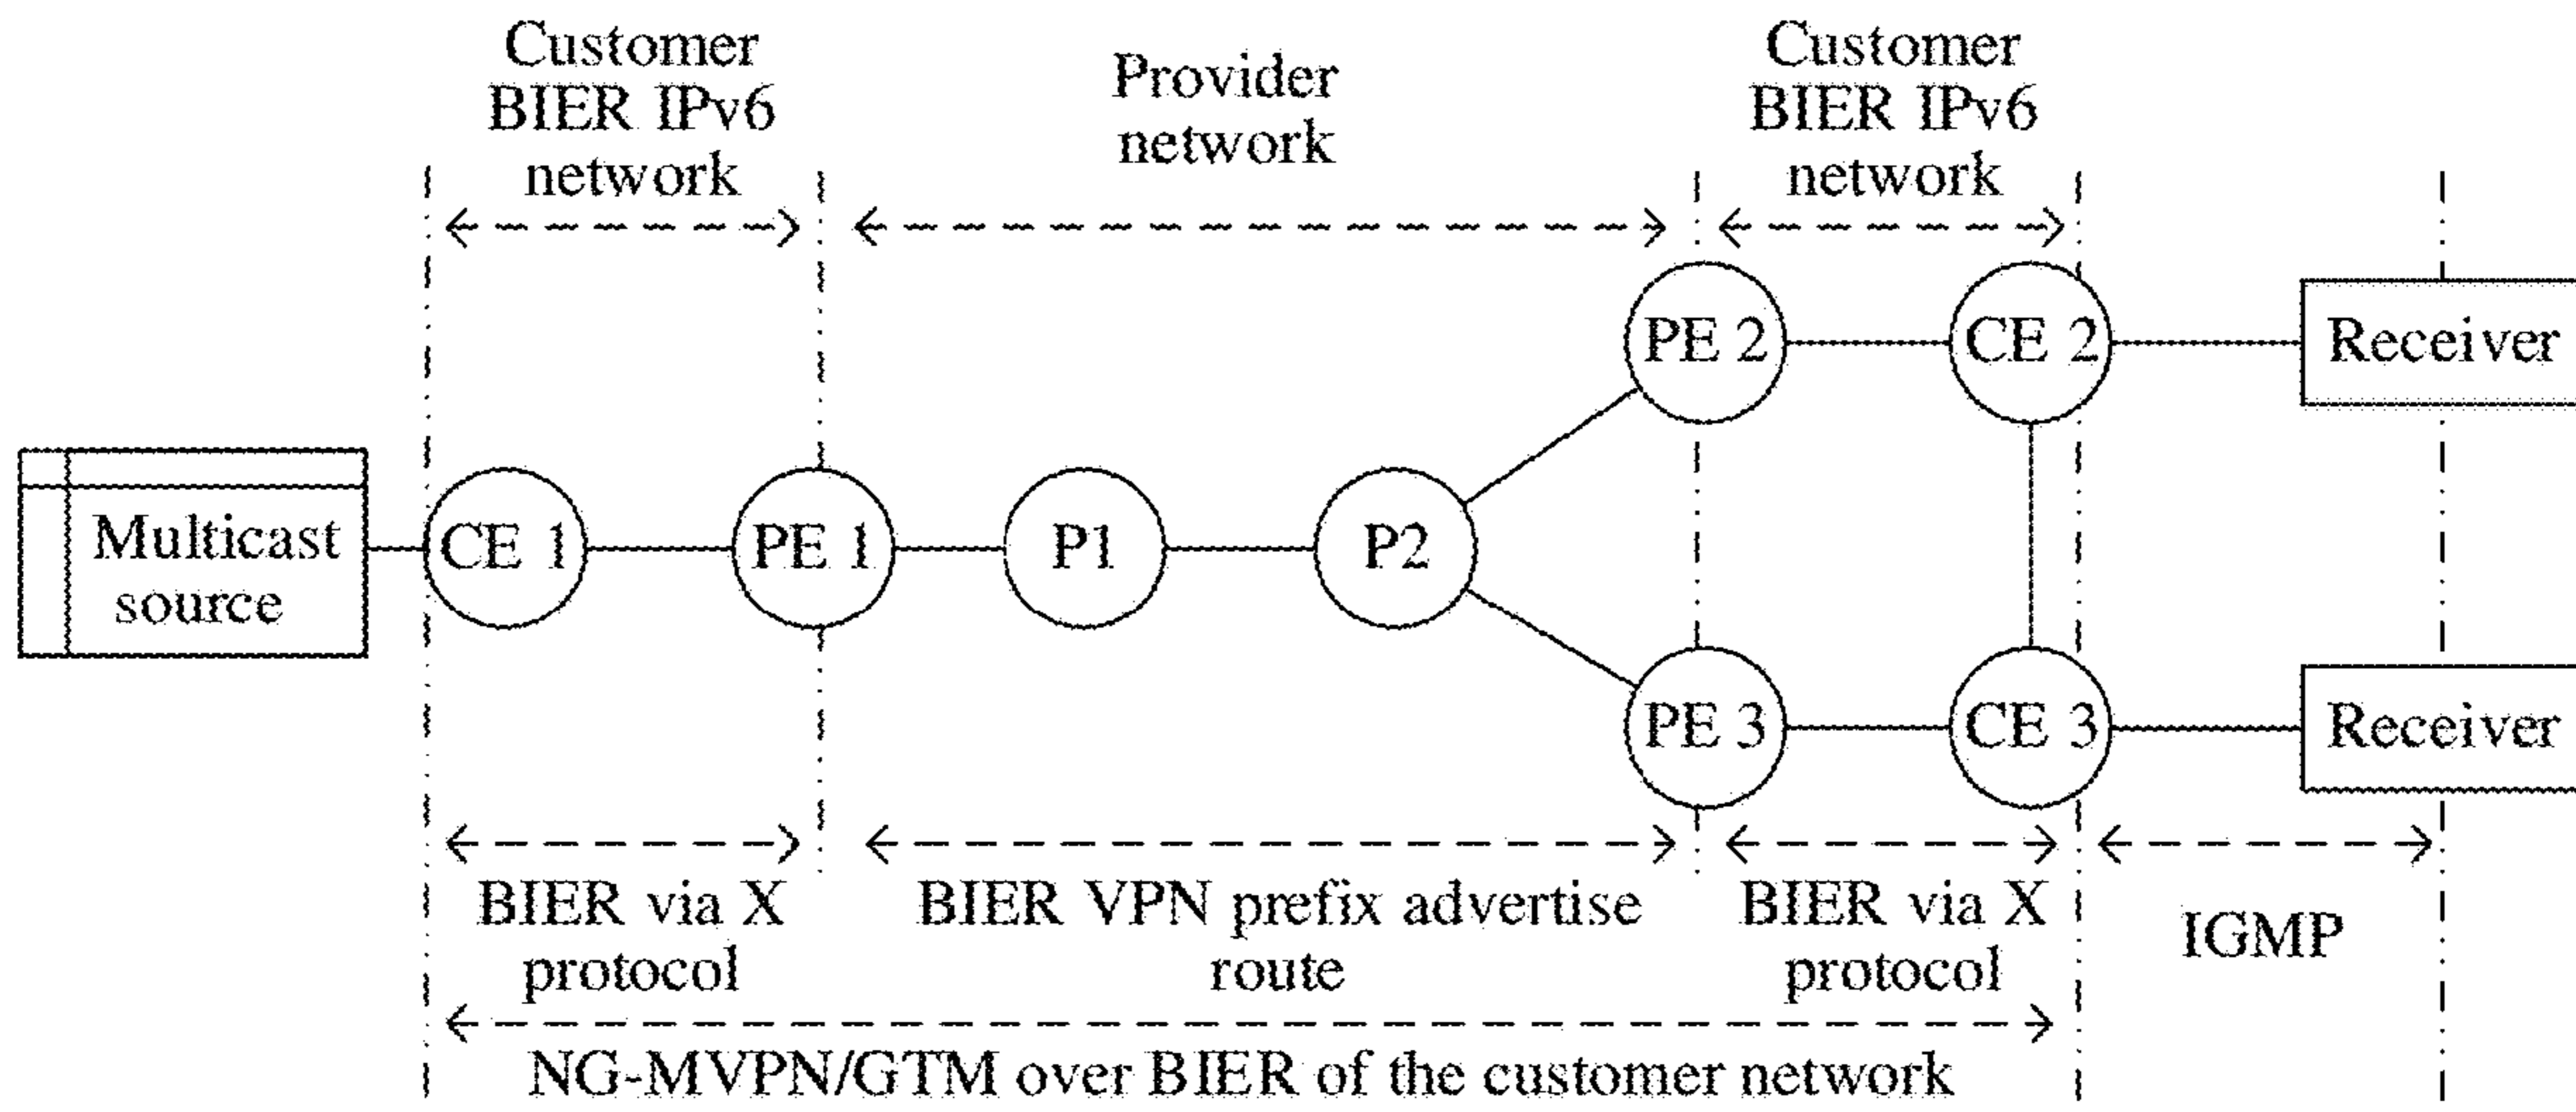 Customer
BIER IPv6
network
Provider
network
Customer
BIER IPv6
network
Multicast
source
CE 1
PE 1
P1
P2
PE 2
CE 2
Receiver
PE 3
CE 3
Receiver
BIER via X
protocol
BIER VPN prefix advertise
route
BIER via X
protocol
IGMP
NG-MVPN/GTM over BIER of the customer network